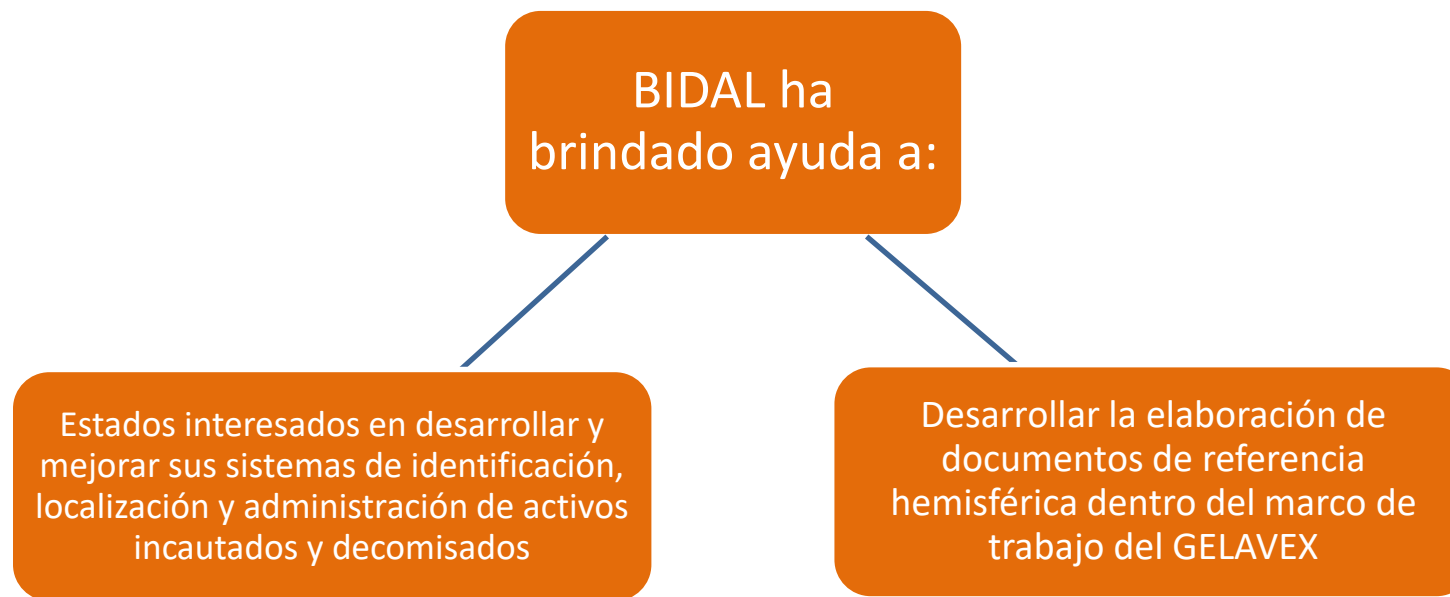 BIDAL ha
brindado ayuda a:
Estados interesados en desarrollar y
mejorar sus sistemas de identificación,
localización y administración de activos
incautados y decomisados
Desarrollar la elaboración de
documentos de referencia
hemisférica dentro del marco de
trabajo del GELAVEX